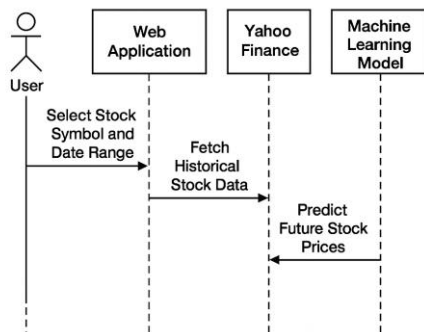 User
Web
Application
Yahoo
Finance
Machine
Learning
Model
Select Stock
Symbol and
Date Range
Fetch
Historical
Stock Data
Predict
Future Stock
Prices